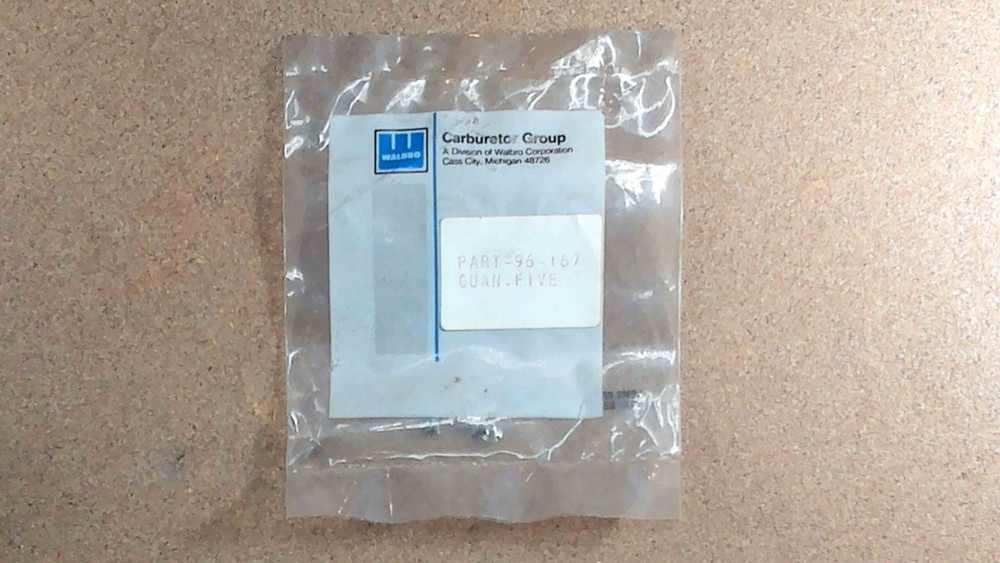 WALBRO
Carburetor Group
A Division of Walbro Corporation
Cass City, Michigan 48726
PART-96-167
QUAN.FIVE